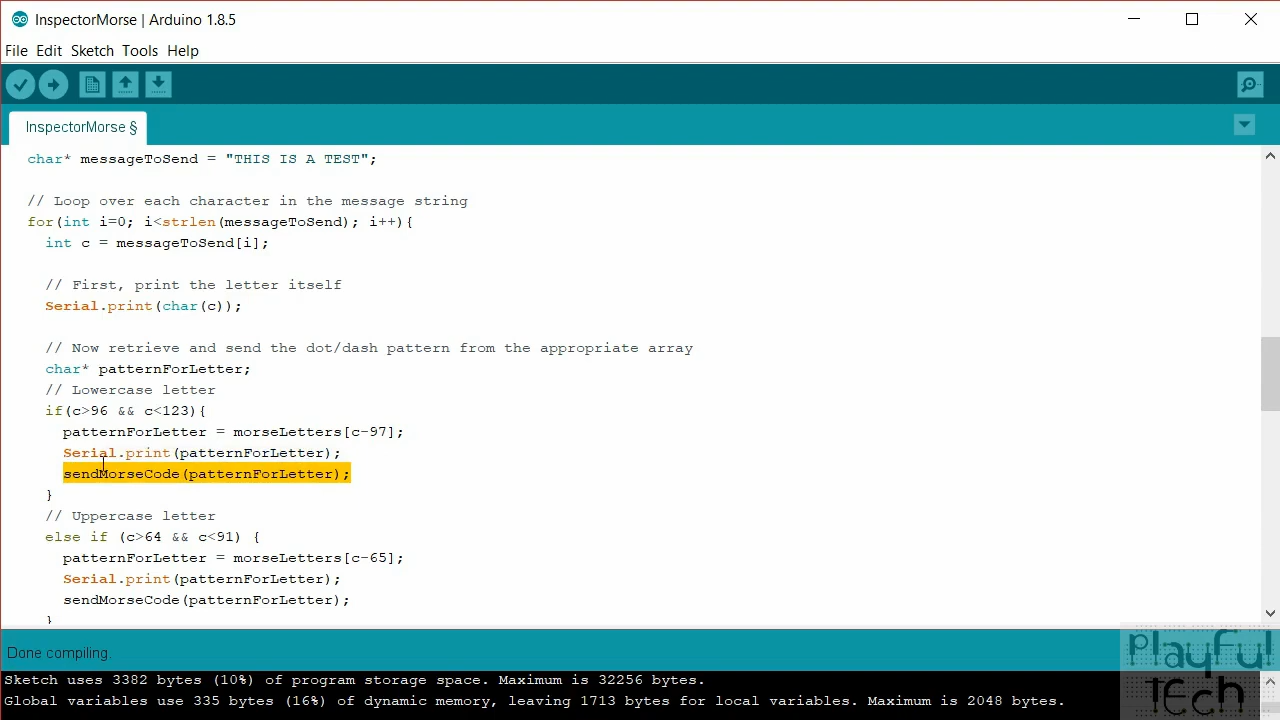 InspectorMorse | Arduino 1.8.5
File Edit Sketch Tools Help
InspectorMorse §
char* messageToSend = "THIS IS A TEST";
// Loop over each character in the message string
for(int i=0; i<strlen(messageToSend); i++){
int c = messageToSend[i];
// First, print the letter itself
Serial.print(char(c));
// Now retrieve and send the dot/dash pattern from the appropriate array
char* patternForLetter;
// Lowercase letter
if(c>96 && c<123){
patternForLetter = morseLetters[c-97];
Serial.print(patternForLetter);
sendMorseCode(patternForLetter);
}
// Uppercase letter
else if (c>64 && c<91) {
patternForLetter = morseLetters[c-65];
Serial.print(patternForLetter);
sendMorseCode(patternForLetter);
}
Done compiling.
Sketch uses 3382 bytes (10%) of program storage space. Maximum is 32256 bytes.
Global variables use 335 bytes (16%) of dynamic memory, leaving 1713 bytes for local variables. Maximum is 2048 bytes.
PlayFul
tEch